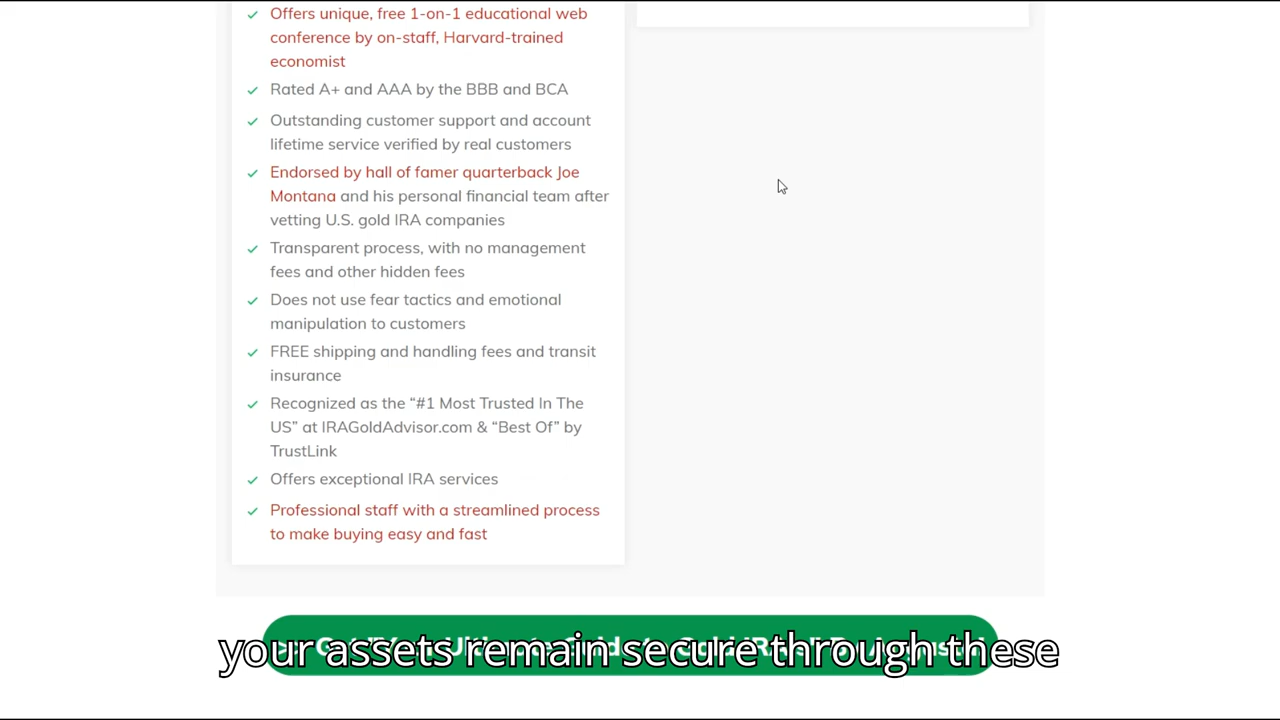 Offers unique, free 1-on-1 educational web
conference by on-staff, Harvard-trained
economist
Rated A+ and AAA by the BBB and BCA
Outstanding customer support and account
lifetime service verified by real customers
Endorsed by hall of famer quarterback Joe
Montana and his personal financial team after
vetting U.S. gold IRA companies
Transparent process, with no management
fees and other hidden fees
Does not use fear tactics and emotional
manipulation to customers
FREE shipping and handling fees and transit
insurance
Recognized as the “#1 Most Trusted In The
US” at IRAGoldAdvisor.com & “Best Of” by
TrustLink
Offers exceptional IRA services
Professional staff with a streamlined process
to make buying easy and fast
your assets remain secure through these